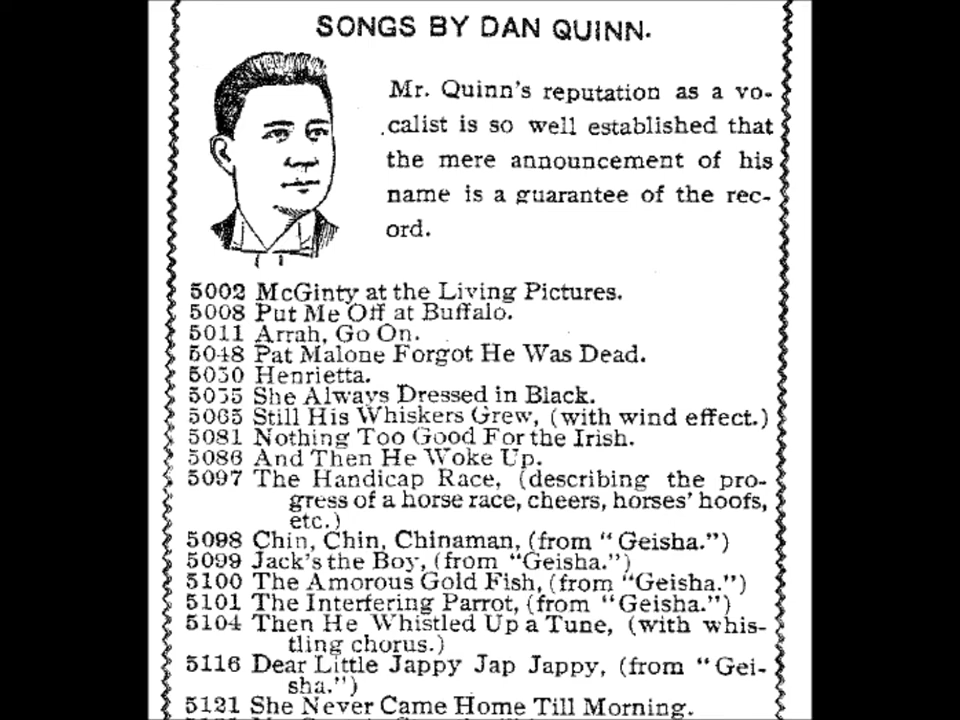 SONGS BY DAN QUINN.
Mr. Quinn's reputation as a vo-
calist is so well established that
the mere announcement of his
name is a guarantee of the rec-
ord.
5002 McGinty at the Living Pictures.
5008 Put Me Off at Buffalo.
5011 Arrah, Go On.
5048 Pat Malone Forgot He Was Dead.
5050 Henrietta.
5055 She Always Dressed in Black.
5065 Still His Whiskers Grew, (with wind effect.)
5081 Nothing Too Good For the Irish.
5086 And Then He Woke Up.
5097 The Handicap Race, (describing the pro-
gress of a horse race, cheers, horses' hoofs,
etc.)
5098 Chin, Chin, Chinaman, (from "Geisha.")
5099 Jack's the Boy, (from "Geisha.")
5100 The Amorous Gold Fish, (from "Geisha.")
5101 The Interfering Parrot, (from "Geisha.")
5104 Then He Whistled Up a Tune, (with whis-
tling chorus.)
5116 Dear Little Jappy Jap Jappy, (from "Gei-
sha.")
5121 She Never Came Home Till Morning.